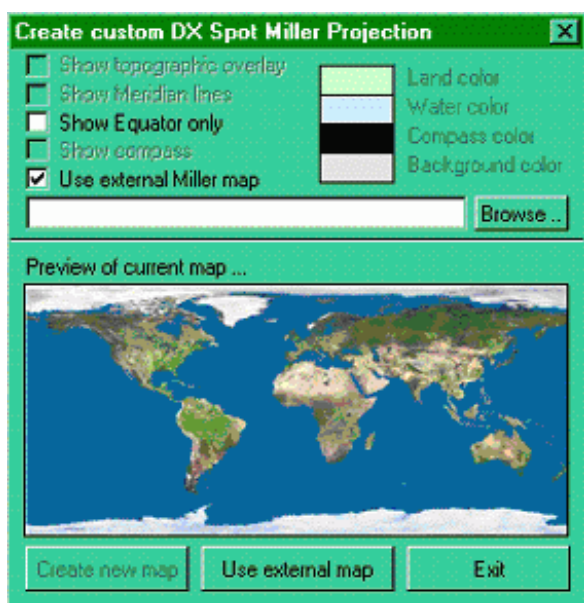 Create custom DX Spot Miller Projection
Show topographic overlay
Show Meridian lines
Show Equator only
Show compass
Use external Miller map
Land color
Water color
Compass color
Background color
Browse ..
Preview of current map ...
Create new map
Use external map
Exit